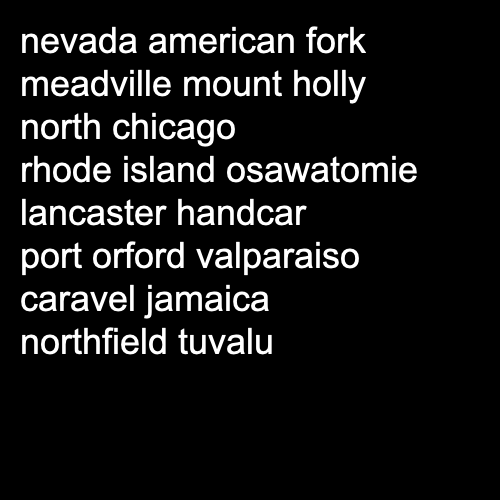 nevada american fork
meadville mount holly
north chicago
rhode island osawatomie
lancaster handcar
port orford valparaiso
caravel jamaica
northfield tuvalu